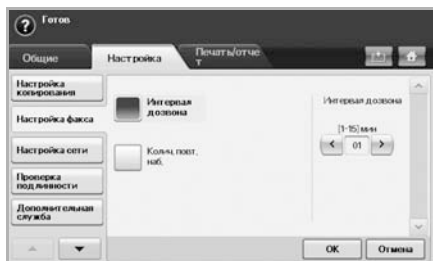 ? Готов
Общие
Настройка
Печать/отче
т
Настройка
копирования
Настройка факса
Настройка сети
Проверка
подлинности
Дополнительная
служба
Интервал
дозвона
Колич. повт.
наб.
Интервал дозвона
[1-15] мин
01
OK
Отмена